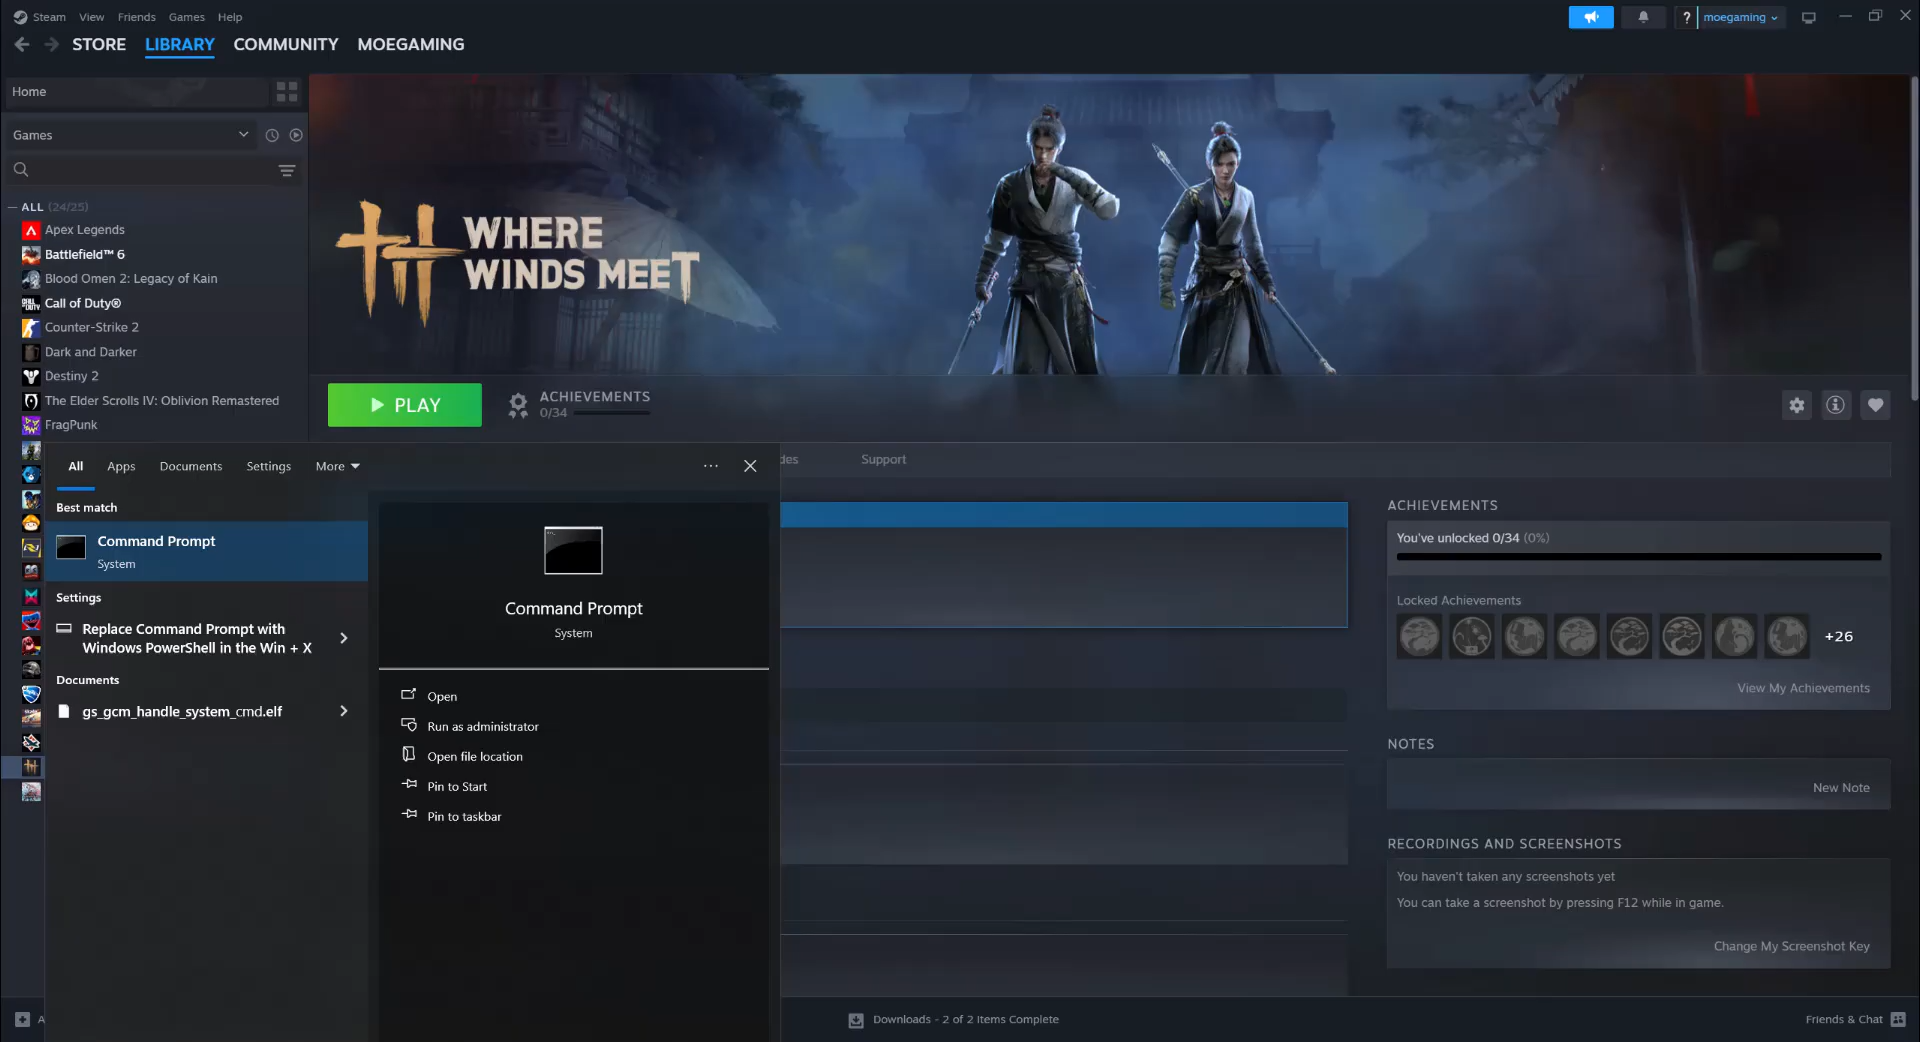 Steam View Friends Games Help
? moegaming
STORE LIBRARY COMMUNITY MOEGAMING
Home
Games
ALL (24/25)
Apex Legends
Battlefield™ 6
Blood Omen 2: Legacy of Kain
Call of Duty®
Counter-Strike 2
Dark and Darker
Destiny 2
The Elder Scrolls IV: Oblivion Remastered
FragPunk
WHERE
WINDS MEET
PLAY
ACHIEVEMENTS
0/34
des Support
All Apps Documents Settings More
Best match
Command Prompt
System
Settings
Replace Command Prompt with
Windows PowerShell in the Win + X
Documents
gs_gcm_handle_system_cmd.elf
Command Prompt
System
Open
Run as administrator
Open file location
Pin to Start
Pin to taskbar
ACHIEVEMENTS
You've unlocked 0/34 (0%)
Locked Achievements
+26
View My Achievements
NOTES
New Note
RECORDINGS AND SCREENSHOTS
You haven't taken any screenshots yet
You can take a screenshot by pressing F12 while in game.
Change My Screenshot Key
A
Downloads - 2 of 2 Items Complete
Friends & Chat